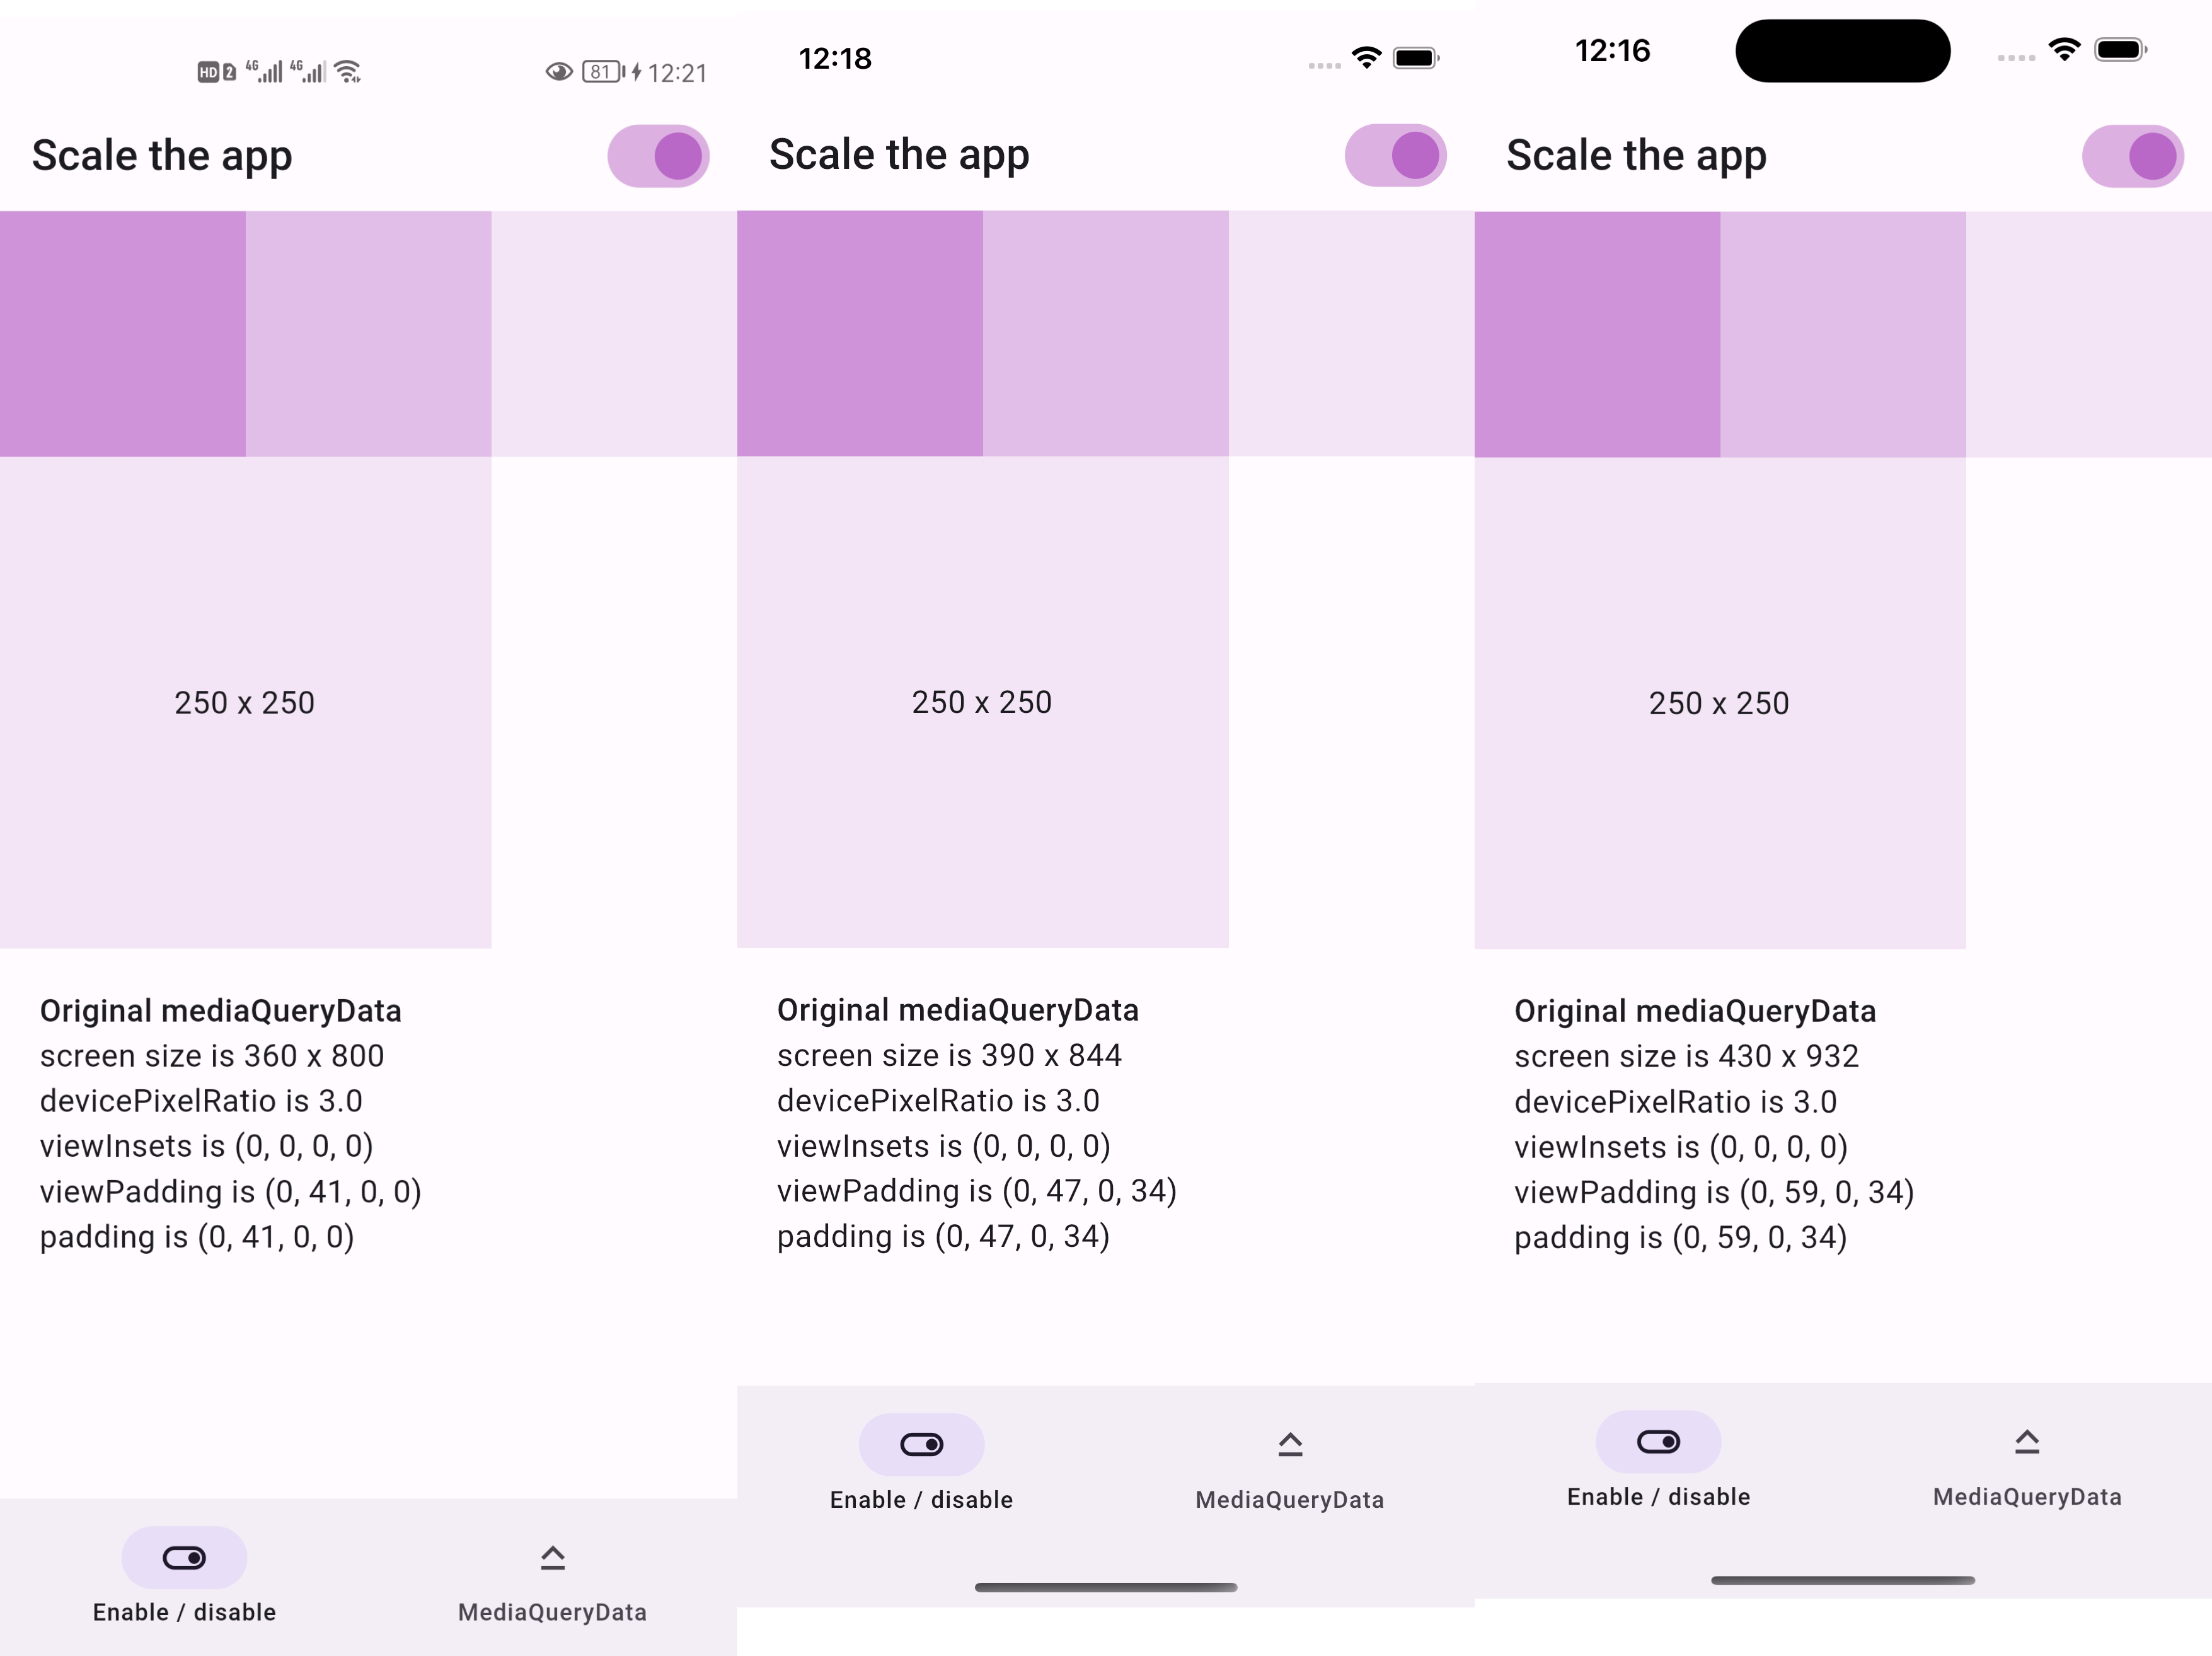 HD 2 4G 4G 81 12:21
Scale the app
250 x 250
Original mediaQueryData
screen size is 360 x 800
devicePixelRatio is 3.0
viewInsets is (0, 0, 0, 0)
viewPadding is (0, 41, 0, 0)
padding is (0, 41, 0, 0)
Enable / disable
MediaQueryData
12:18
Scale the app
250 x 250
Original mediaQueryData
screen size is 390 x 844
devicePixelRatio is 3.0
viewInsets is (0, 0, 0, 0)
viewPadding is (0, 47, 0, 34)
padding is (0, 47, 0, 34)
Enable / disable
MediaQueryData
12:16
Scale the app
250 x 250
Original mediaQueryData
screen size is 430 x 932
devicePixelRatio is 3.0
viewInsets is (0, 0, 0, 0)
viewPadding is (0, 59, 0, 34)
padding is (0, 59, 0, 34)
Enable / disable
MediaQueryData